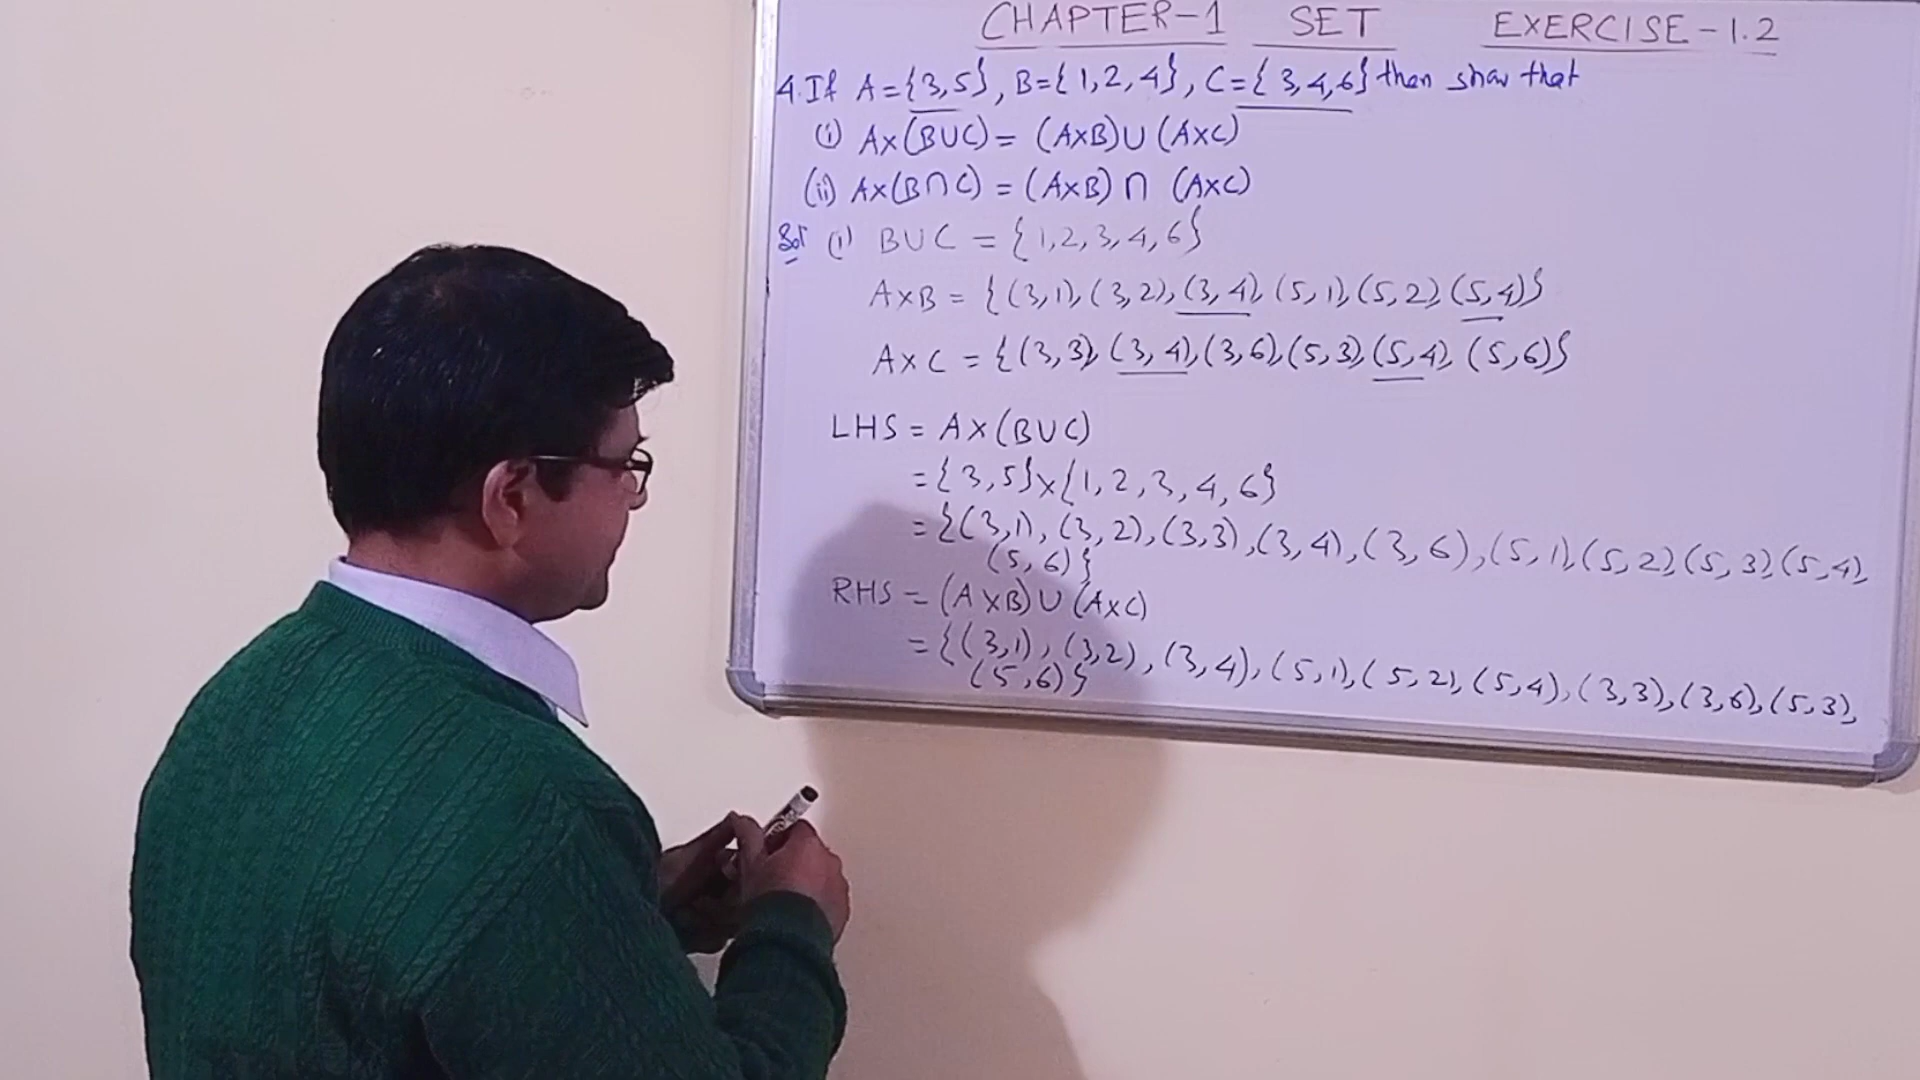 CHAPTER-1 SET EXERCISE-1.2
4. If A={3,5}, B={1,2,4}, C={3,4,6} then show that
(i) A×(B∪C)= (A×B)∪(A×C)
(ii) A×(B∩C) = (A×B)∩ (A×C)
Sol (i) B∪C = {1,2,3,4,6}
A×B = {(3,1),(3,2),(3,4),(5,1),(5,2),(5,4)}
A×C = {(3,3),(3,4),(3,6),(5,3),(5,4),(5,6)}
LHS = A×(B∪C)
={3,5}×{1,2,3,4,6}
={(3,1),(3,2),(3,3),(3,4),(3,6),(5,1),(5,2),(5,3),(5,4),
(5,6)}
RHS = (A×B)∪(A×C)
={(3,1),(3,2),(3,4),(5,1),(5,2),(5,4),(3,3),(3,6),(5,3),
(5,6)}